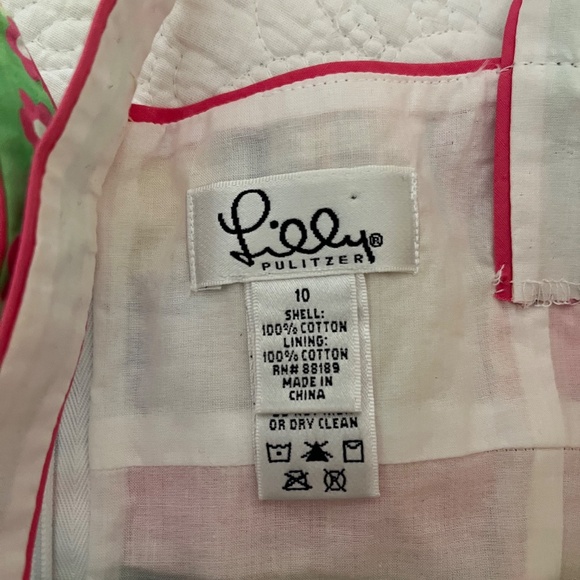 Lilly®
PULITZER
10
SHELL:
100% COTTON
LINING:
100% COTTON
RN# 88189
MADE IN
CHINA
OR DRY CLEAN